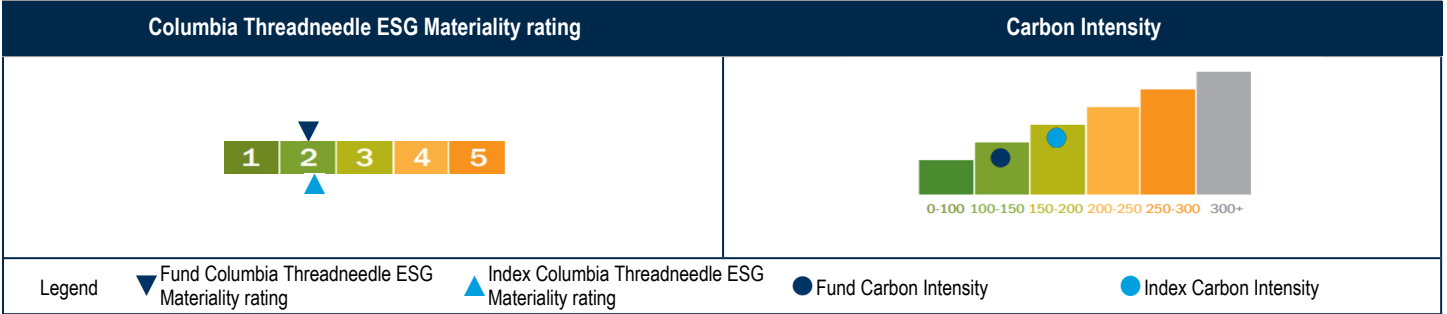 Columbia Threadneedle ESG Materiality rating
Carbon Intensity
1 2 3 4 5
0-100 100-150 150-200 200-250 250-300 300+
Legend
Fund Columbia Threadneedle ESG
Materiality rating
Index Columbia Threadneedle ESG
Materiality rating
Fund Carbon Intensity
Index Carbon Intensity